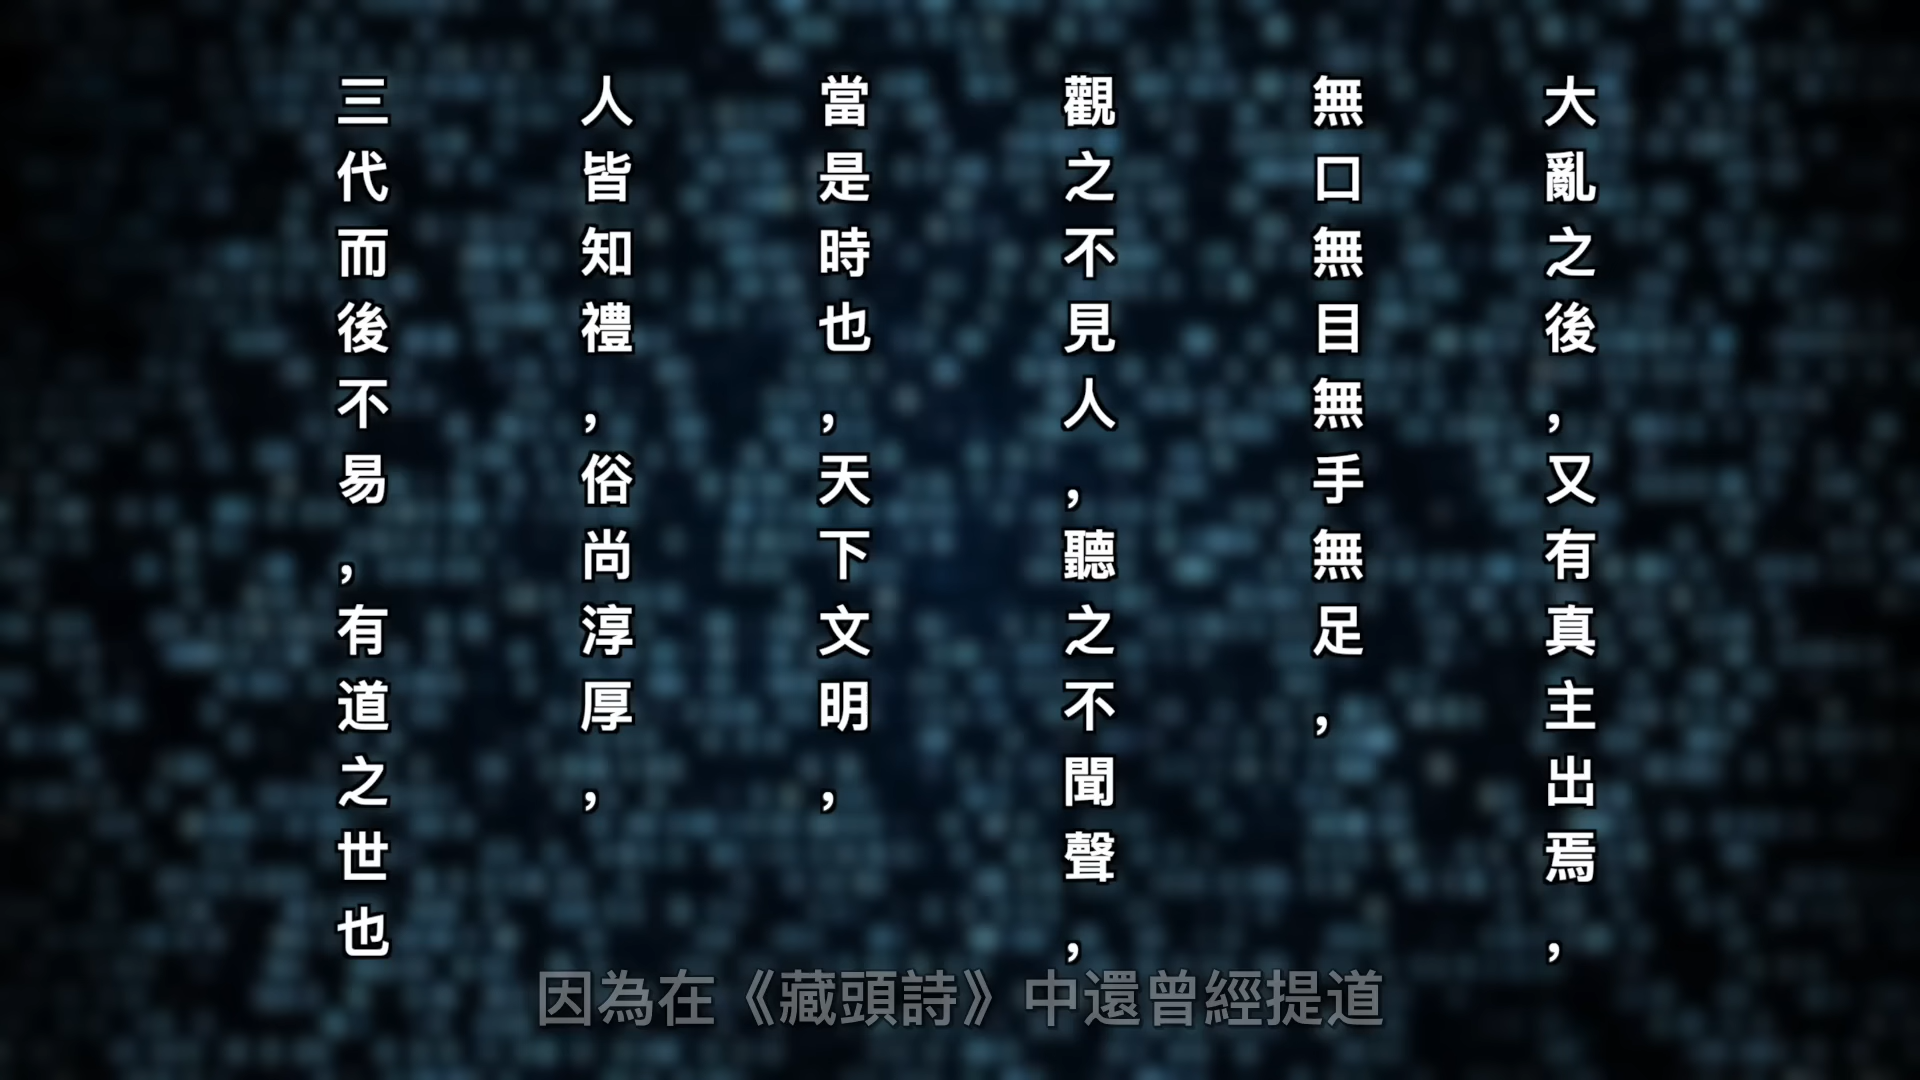 大亂之後，又有真主出焉，
無口無目無手無足，
觀之不見人，聽之不聞聲，
當是時也，天下文明，
人皆知禮，俗尚淳厚，
三代而後不易，有道之世也
因為在《藏頭詩》中還曾經提道